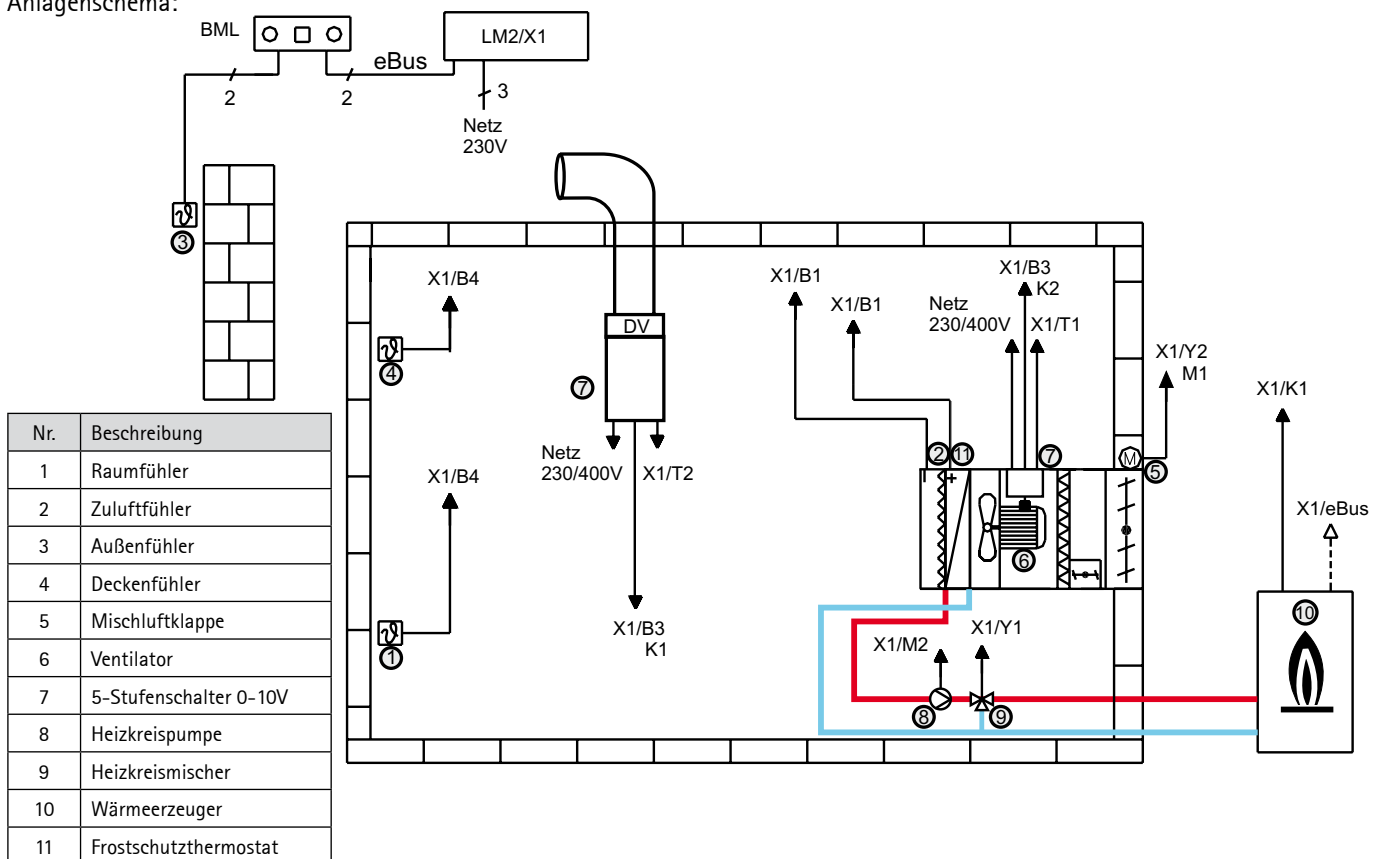 Anlagenschema:
BML
LM2/X1
eBus
2
2
3
Netz
230V
3
X1/B4
4
DV
7
Netz
230/400V
X1/T2
X1/B3
K1
X1/B4
1
X1/B1
X1/B1
X1/B3
K2
Netz
230/400V
X1/T1
X1/Y2
M1
2
11
7
M
5
6
X1/K1
X1/eBus
10
X1/M2
X1/Y1
8
9
Nr. Beschreibung
1 Raumfühler
2 Zuluftfühler
3 Außenfühler
4 Deckenfühler
5 Mischluftklappe
6 Ventilator
7 5-Stufenschalter 0-10V
8 Heizkreispumpe
9 Heizkreismischer
10 Wärmeerzeuger
11 Frostschutzthermostat